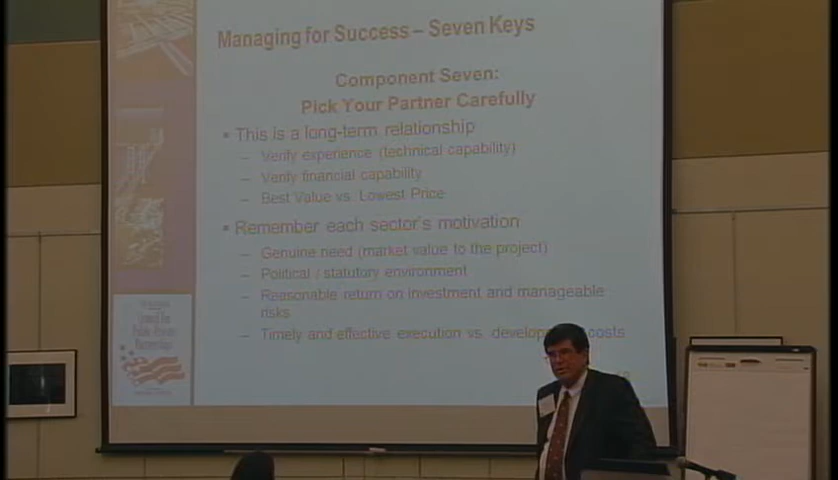 Managing for Success – Seven Keys
Component Seven:
Pick Your Partner Carefully
▪ This is a long-term relationship
– Verify experience (technical capability)
– Verify financial capability
– Best Value vs. Lowest Price
▪ Remember each sector's motivation
– Genuine need (market value to the project)
– Political / statutory environment
– Reasonable return on investment and manageable
risks
– Timely and effective execution vs. develop costs